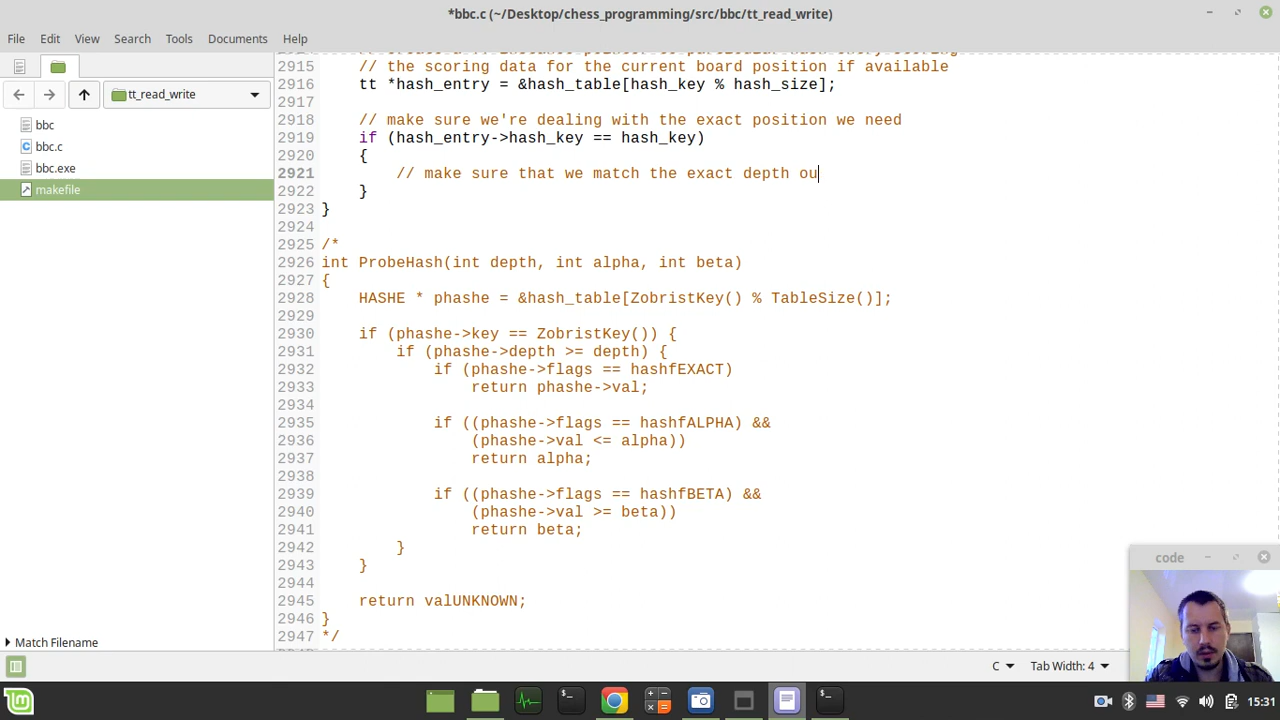 *bbc.c (~/Desktop/chess_programming/src/bbc/tt_read_write)
File Edit View Search Tools Documents Help
tt_read_write
bbc
bbc.c
bbc.exe
makefile
Match Filename
2915 // the scoring data for the current board position if available
2916 tt *hash_entry = &hash_table[hash_key % hash_size];
2917
2918 // make sure we're dealing with the exact position we need
2919 if (hash_entry->hash_key == hash_key)
2920 {
2921 // make sure that we match the exact depth ou
2922 }
2923 }
2924
2925 /*
2926 int ProbeHash(int depth, int alpha, int beta)
2927 {
2928 HASHE * phashe = &hash_table[ZobristKey() % TableSize()];
2929
2930 if (phashe->key == ZobristKey()) {
2931 if (phashe->depth >= depth) {
2932 if (phashe->flags == hashfEXACT)
2933 return phashe->val;
2934
2935 if ((phashe->flags == hashfALPHA) &&
2936 (phashe->val <= alpha))
2937 return alpha;
2938
2939 if ((phashe->flags == hashfBETA) &&
2940 (phashe->val >= beta))
2941 return beta;
2942 }
2943 }
2944
2945 return valUNKNOWN;
2946 }
2947 */
code
C Tab Width: 4
15:31